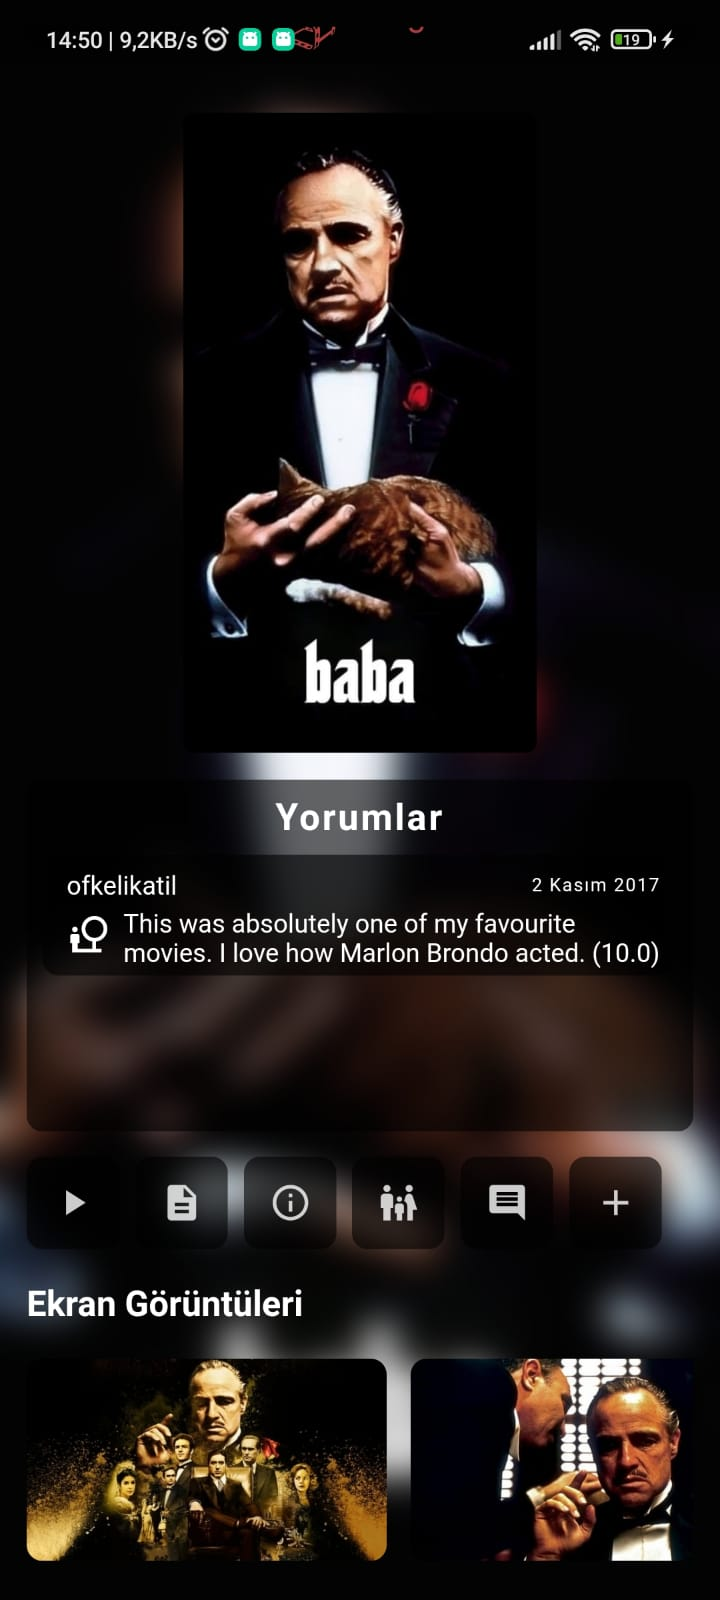 14:50 | 9,2KB/s
19
baba
Yorumlar
ofkelikatil
2 Kasım 2017
This was absolutely one of my favourite
movies. I love how Marlon Brondo acted. (10.0)
Ekran Görüntüleri